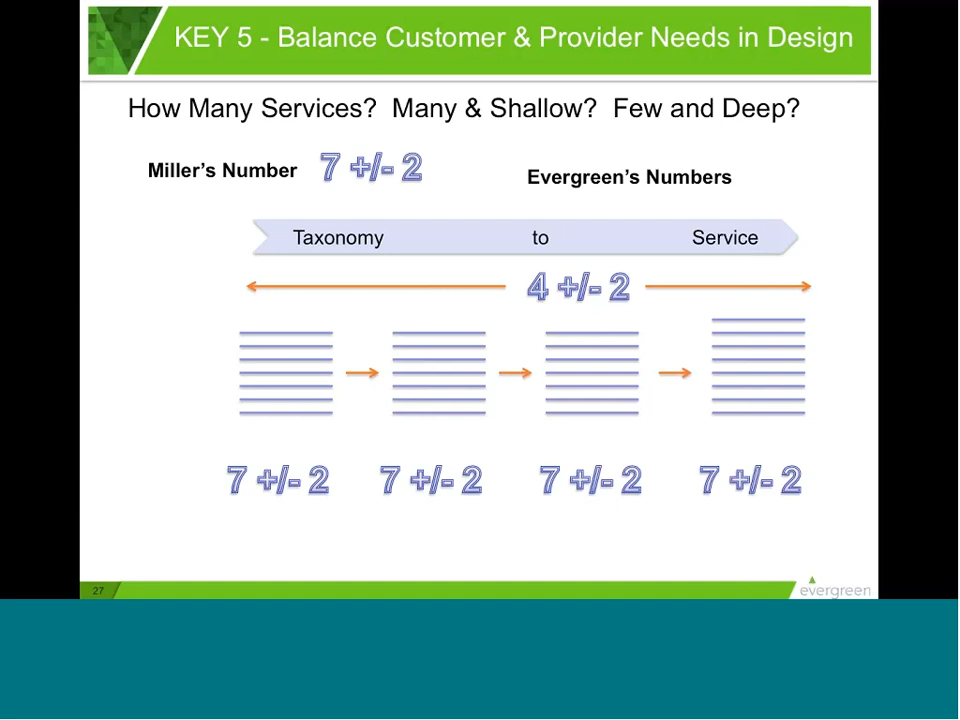 KEY 5 - Balance Customer & Provider Needs in Design
How Many Services?  Many & Shallow?  Few and Deep?
Miller’s Number 7 +/- 2
Evergreen’s Numbers
Taxonomy to Service
4 +/- 2
7 +/- 2 7 +/- 2 7 +/- 2 7 +/- 2
27
evergreen